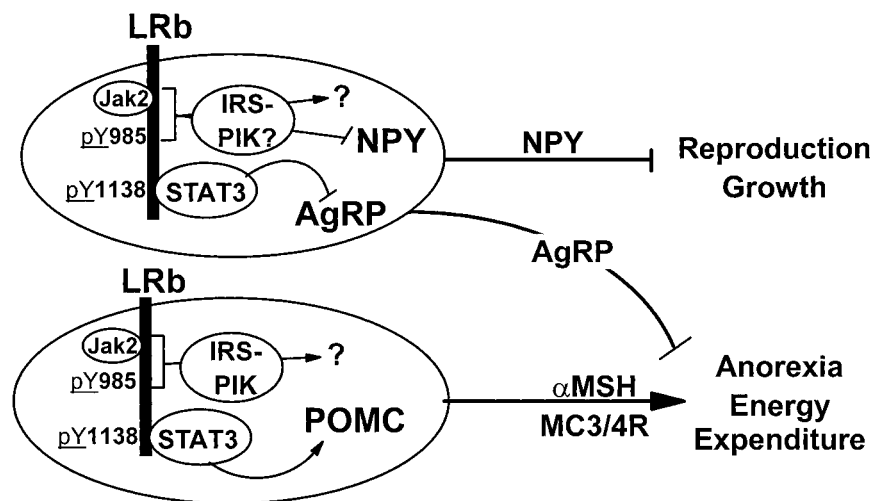 LRb
Jak2
pY985
pY1138
IRS-
PIK?
?
NPY
STAT3
AgRP
NPY
Reproduction
Growth
AgRP
LRb
Jak2
pY985
pY1138
IRS-
PIK
?
STAT3
POMC
αMSH
MC3/4R
Anorexia
Energy
Expenditure